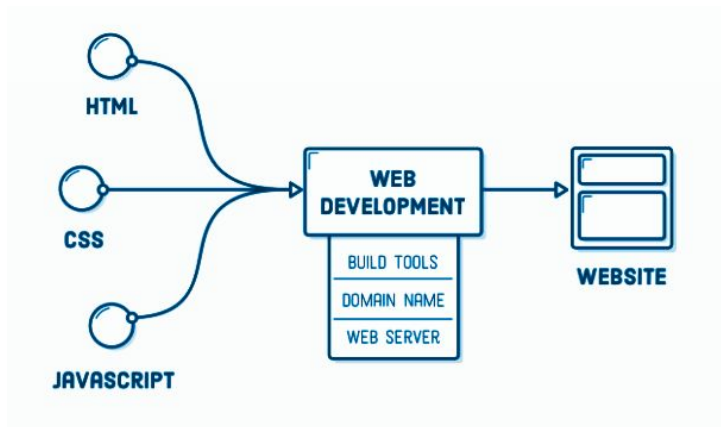 HTML
CSS
JAVASCRIPT
WEB
DEVELOPMENT
BUILD TOOLS
DOMAIN NAME
WEB SERVER
WEBSITE